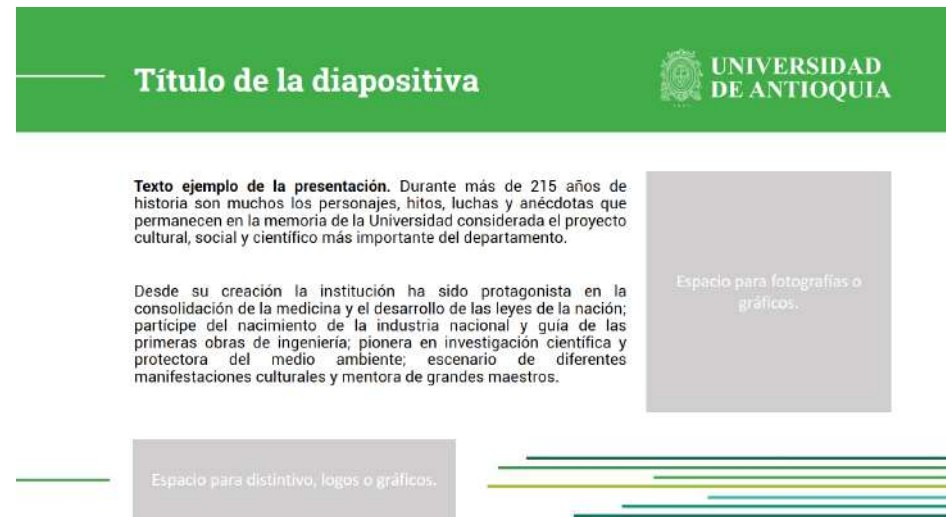 Título de la diapositiva
UNIVERSIDAD
DE ANTIOQUIA
Texto ejemplo de la presentación. Durante más de 215 años de
historia son muchos los personajes, hitos, luchas y anécdotas que
permanecen en la memoria de la Universidad considerada el proyecto
cultural, social y científico más importante del departamento.
Desde su creación la institución ha sido protagonista en la
consolidación de la medicina y el desarrollo de las leyes de la nación;
partícipe del nacimiento de la industria nacional y guía de las
primeras obras de ingeniería; pionera en investigación científica y
protectora del medio ambiente; escenario de diferentes
manifestaciones culturales y mentora de grandes maestros.
Espacio para fotografías o
gráficos.
Espacio para distintivo, logos o gráficos.